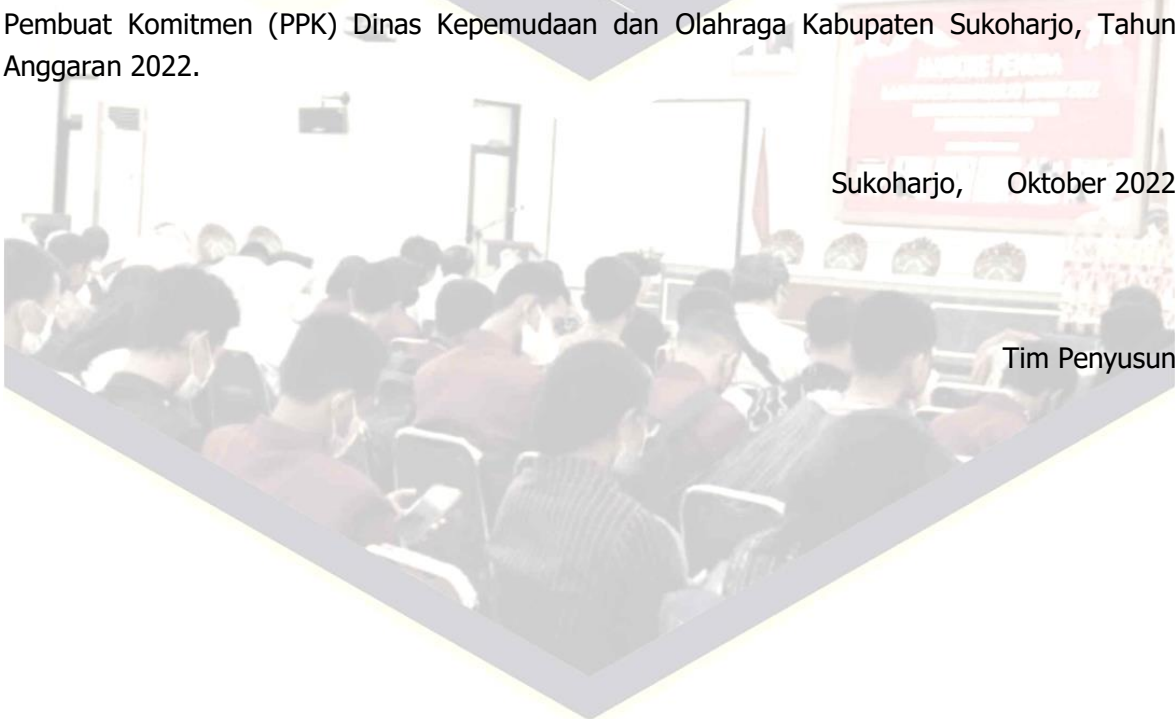 Pembuat Komitmen (PPK) Dinas Kepemudaan dan Olahraga Kabupaten Sukoharjo, Tahun
Anggaran 2022.
Sukoharjo, Oktober 2022
Tim Penyusun